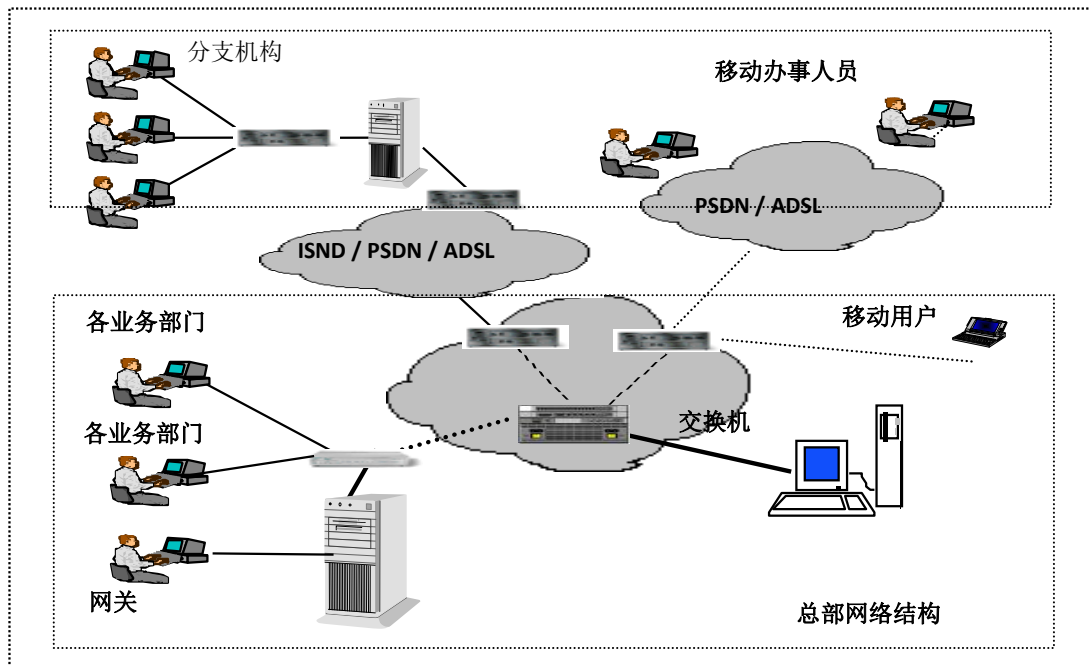 分支机构
移动办事人员
PSDN / ADSL
ISND / PSDN / ADSL
各业务部门
移动用户
各业务部门
交换机
网关
总部网络结构